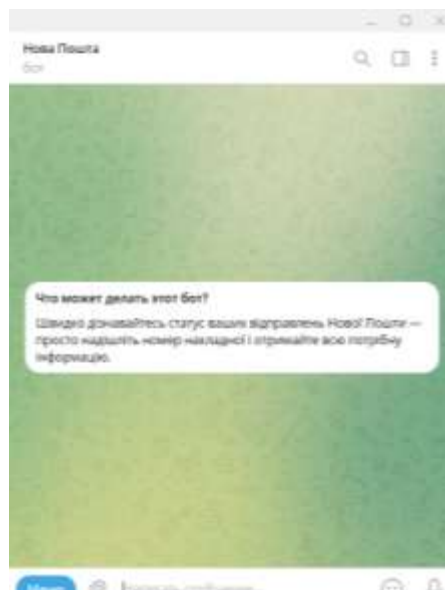 Нова Пошта
бот
Что может делать этот бот?
Швидко дізнавайтесь статус ваших відправлень Нової Пошти —
просто надішліть номер накладної і отримайте всю потрібну
інформацію.